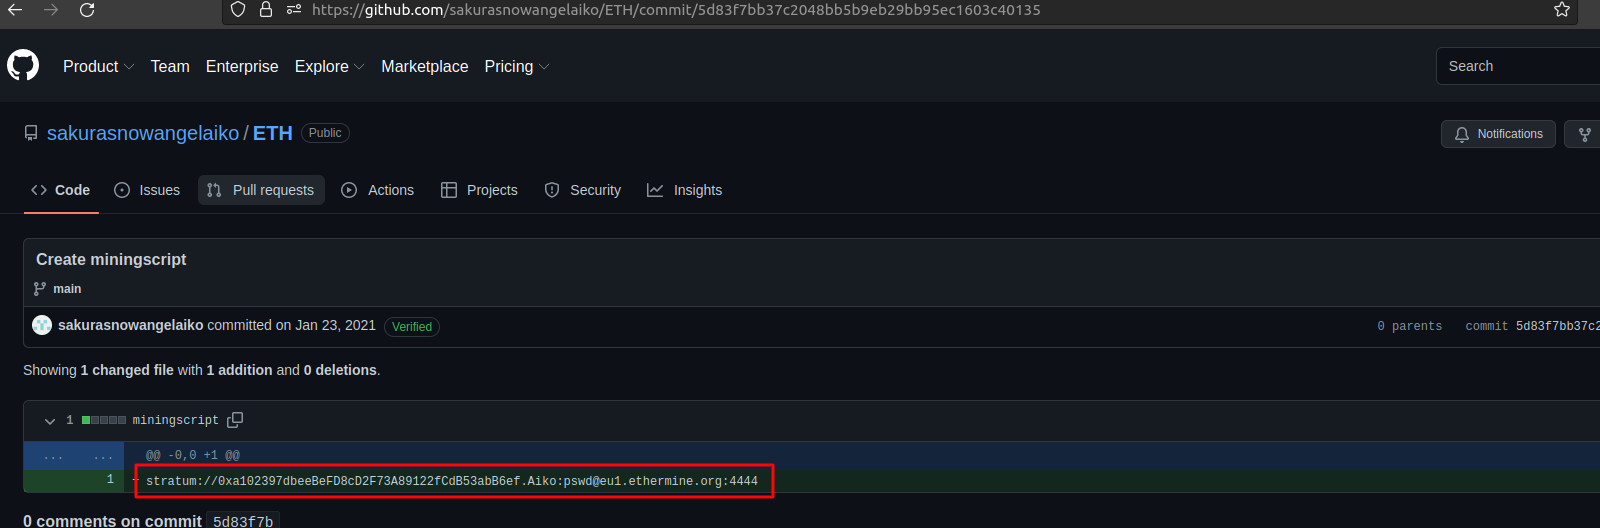 https://github.com/sakurasnowangelaiko/ETH/commit/5d83f7bb37c2048bb5b9eb29bb95ec1603c40135
Product Team Enterprise Explore Marketplace Pricing Search
sakurasnowangelaiko / ETH Public Notifications
Code Issues Pull requests Actions Projects Security Insights
Create miningscript
main
sakurasnowangelaiko committed on Jan 23, 2021 Verified 0 parents commit 5d83f7bb37c2
Showing 1 changed file with 1 addition and 0 deletions.
1 miningscript
... ... @@ -0,0 +1 @@
1 + stratum://0xa102397dbeeBeFD8cD2F73A89122fCdB53abB6ef.Aiko:pswd@eu1.ethermine.org:4444
0 comments on commit 5d83f7b